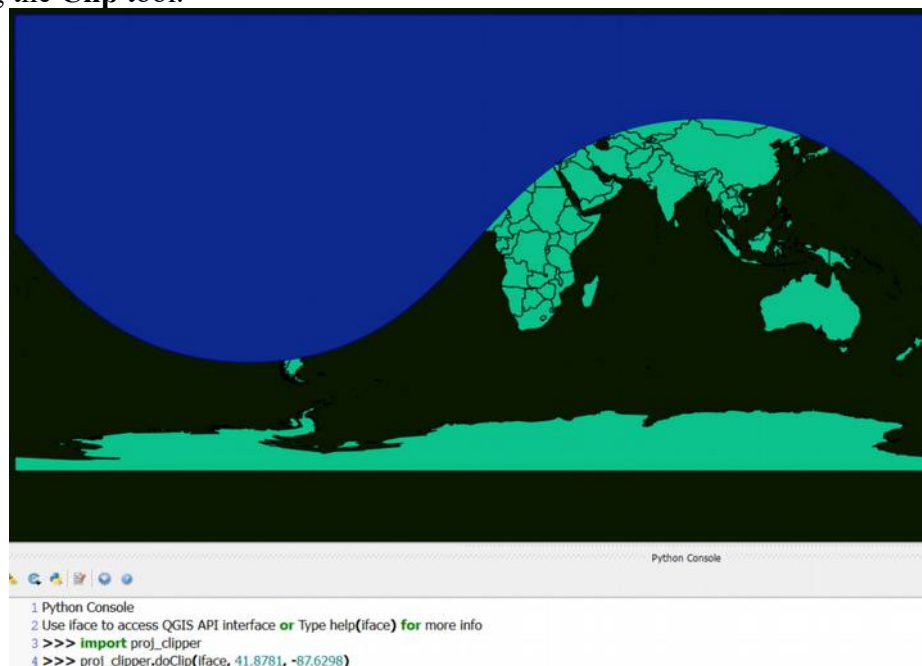 the Clip tool.
Python Console
1 Python Console
2 Use iface to access QGIS API interface or Type help(iface) for more info
3 >>> import proj_clipper
4 >>> proj_clipper.doClip(iface, 41.8781, -87.6298)